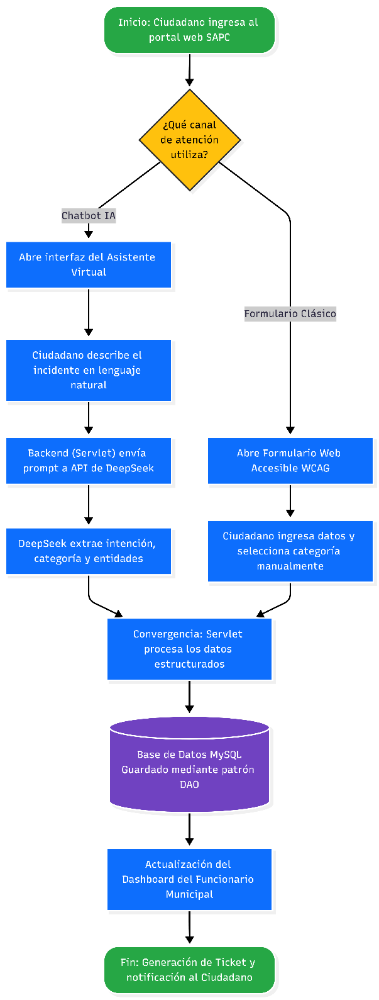 Inicio: Ciudadano ingresa al
portal web SAPC
¿Qué canal
de atención
utiliza?
Chatbot IA
Abre interfaz del Asistente
Virtual
Formulario Clásico
Ciudadano describe el
incidente en lenguaje
natural
Backend (Servlet) envía
prompt a API de DeepSeek
Abre Formulario Web
Accesible WCAG
DeepSeek extrae intención,
categoría y entidades
Ciudadano ingresa datos y
selecciona categoría
manualmente
Convergencia: Servlet
procesa los datos
estructurados
Base de Datos MySQL
Guardado mediante patrón
DAO
Actualización del
Dashboard del Funcionario
Municipal
Fin: Generación de Ticket y
notificación al Ciudadano